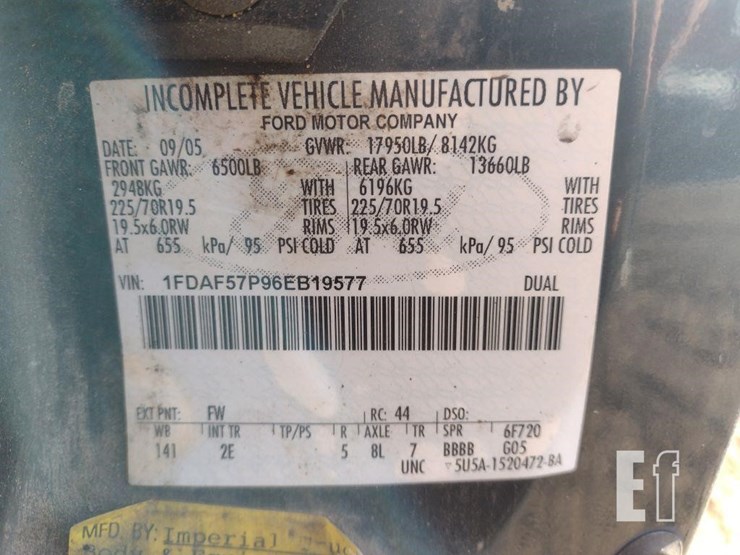 INCOMPLETE VEHICLE MANUFACTURED BY
FORD MOTOR COMPANY
DATE: 09/05 GVWR: 17950LB/ 8142KG
FRONT GAWR: 6500LB REAR GAWR: 13660LB
2948KG WITH 6196KG WITH
225/70R19.5 TIRES 225/70R19.5 TIRES
19.5x6.0RW RIMS 19.5x6.0RW RIMS
AT 655 kPa/ 95 PSI COLD AT 655 kPa/ 95 PSI COLD
VIN: 1FDAF57P96EB19577 DUAL
EXT PNT: FW RC: 44 DSO:
WB INT TR TP/PS R AXLE TR SPR 6F720
141 2E 5 8L 7 BBBB G05
UNC 5U5A-1520472-BA
Ef
MFD. BY: Imperial
Body &